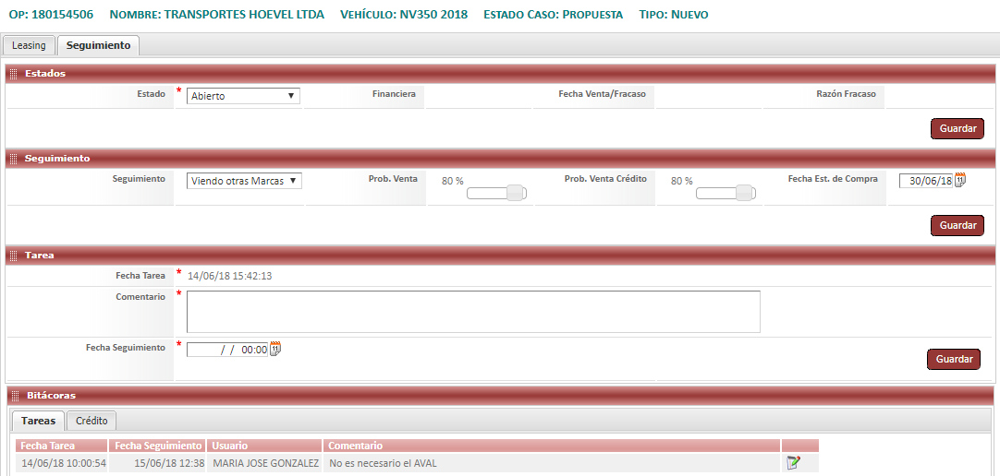 OP: 180154506 NOMBRE: TRANSPORTES HOEVEL LTDA VEHÍCULO: NV350 2018 ESTADO CASO: PROPUESTA TIPO: NUEVO
Leasing Seguimiento
Estados
Estado * Abierto Financiera Fecha Venta/Fracaso Razón Fracaso
Guardar
Seguimiento
Seguimiento Viendo otras Marcas Prob. Venta 80 % Prob. Venta Crédito 80 % Fecha Est. de Compra 30/06/18 11
Guardar
Tarea
Fecha Tarea * 14/06/18 15:42:13
Comentario *
Fecha Seguimiento * / / 00:00 11
Guardar
Bitácoras
Tareas Crédito
Fecha Tarea Fecha Seguimiento Usuario Comentario
14/06/18 10:00:54 15/06/18 12:38 MARIA JOSE GONZALEZ No es necesario el AVAL